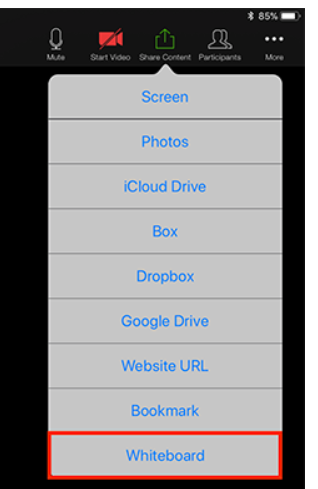 85%
Mute Start Video Share Content Participants More
Screen
Photos
iCloud Drive
Box
Dropbox
Google Drive
Website URL
Bookmark
Whiteboard